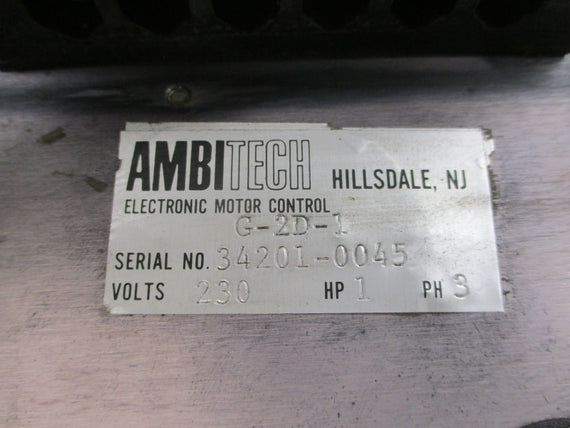 AMBITECH HILLSDALE, NJ
ELECTRONIC MOTOR CONTROL
G-2D-1
SERIAL NO. 34201-0045
VOLTS 230 HP 1 PH 3